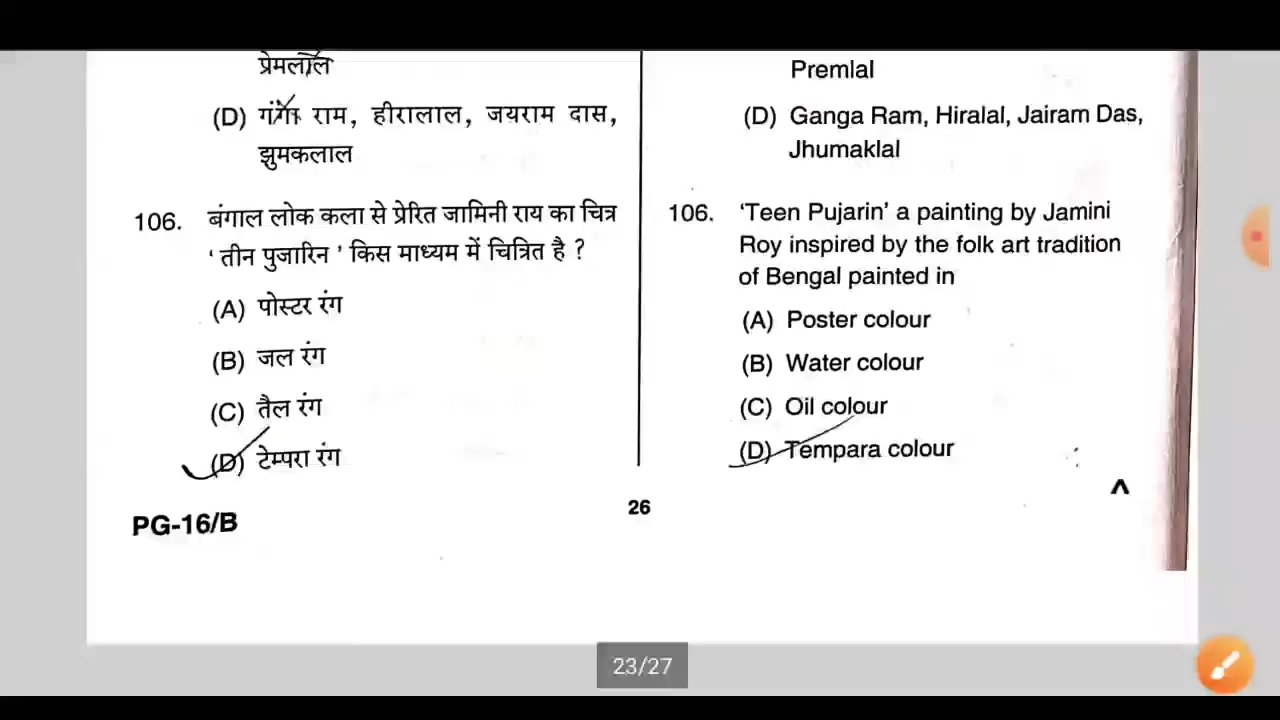 प्रेमलाल
(D) गंगा राम, हीरालाल, जयराम दास,
झुमकलाल
106. बंगाल लोक कला से प्रेरित जामिनी राय का चित्र
' तीन पुजारिन ' किस माध्यम में चित्रित है ?
(A) पोस्टर रंग
(B) जल रंग
(C) तैल रंग
(D) टेम्परा रंग
PG-16/B
Premlal
(D) Ganga Ram, Hiralal, Jairam Das,
Jhumaklal
106. 'Teen Pujarin' a painting by Jamini
Roy inspired by the folk art tradition
of Bengal painted in
(A) Poster colour
(B) Water colour
(C) Oil colour
(D) Tempara colour
26
23/27